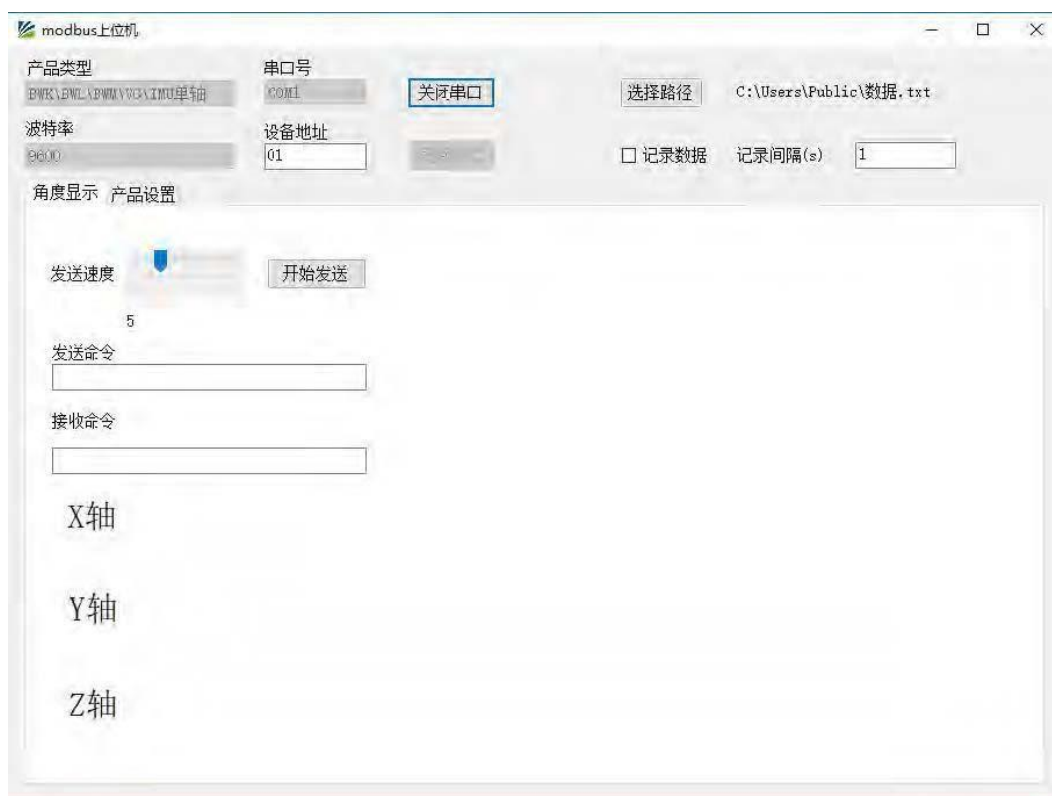 modbus上位机
产品类型
BWK\BWL\BWM\VG\IMU单轴
串口号
COM1
关闭串口
选择路径
C:\Users\Public\数据.txt
波特率
9600
设备地址
01
记录数据
记录间隔(s)
1
角度显示
产品设置
发送速度
开始发送
5
发送命令
接收命令
X轴
Y轴
Z轴